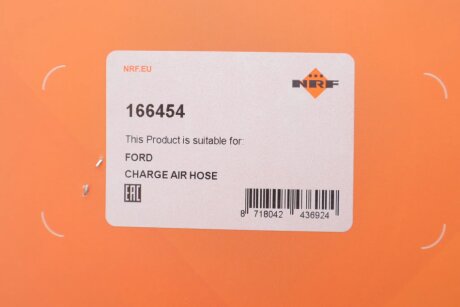 NRF.EU
NRF
166454
This Product is suitable for:
FORD
CHARGE AIR HOSE
EAC
8 718042 436924